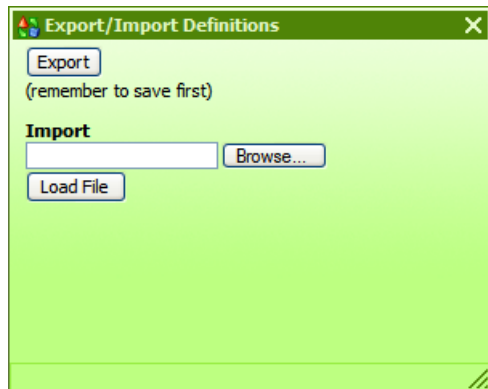 Export/Import Definitions
Export
(remember to save first)
Import
Browse...
Load File